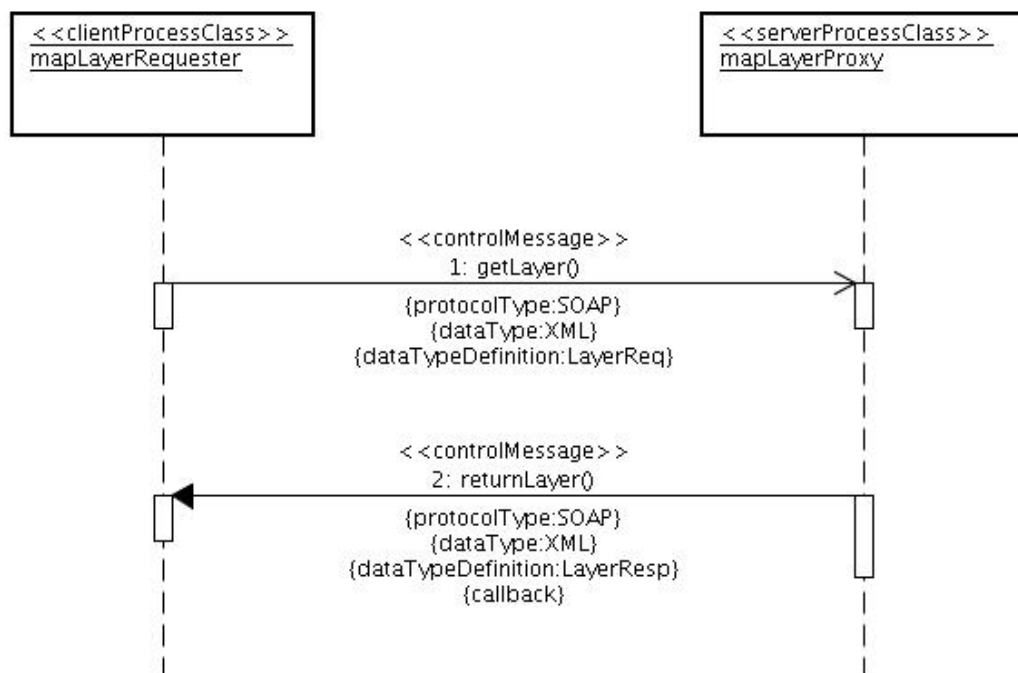 <<clientProcessClass>>
mapLayerRequester
<<serverProcessClass>>
mapLayerProxy
<<controlMessage>>
1: getLayer()
{protocolType:SOAP}
{dataType:XML}
{dataTypeDefinition:LayerReq}
<<controlMessage>>
2: returnLayer()
{protocolType:SOAP}
{dataType:XML}
{dataTypeDefinition:LayerResp}
{callback}